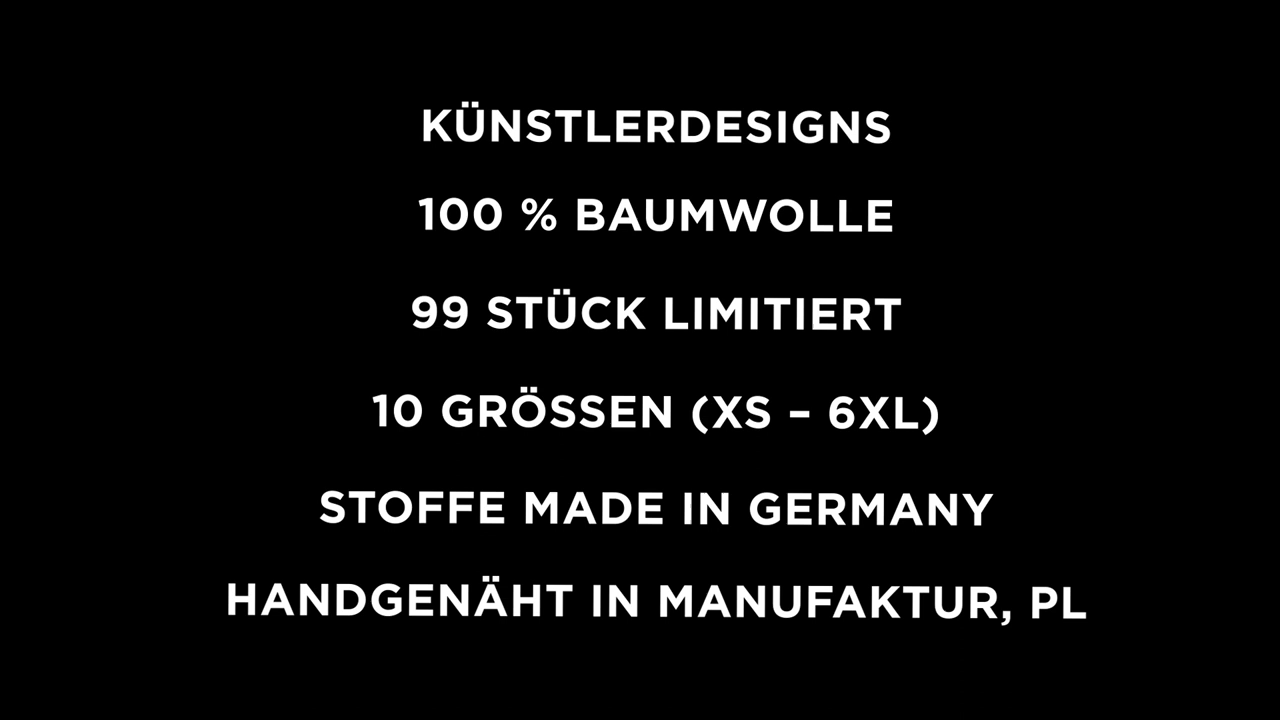 KÜNSTLERDESIGNS
100 % BAUMWOLLE
99 STÜCK LIMITIERT
10 GRÖSSEN (XS – 6XL)
STOFFE MADE IN GERMANY
HANDGENÄHT IN MANUFAKTUR, PL